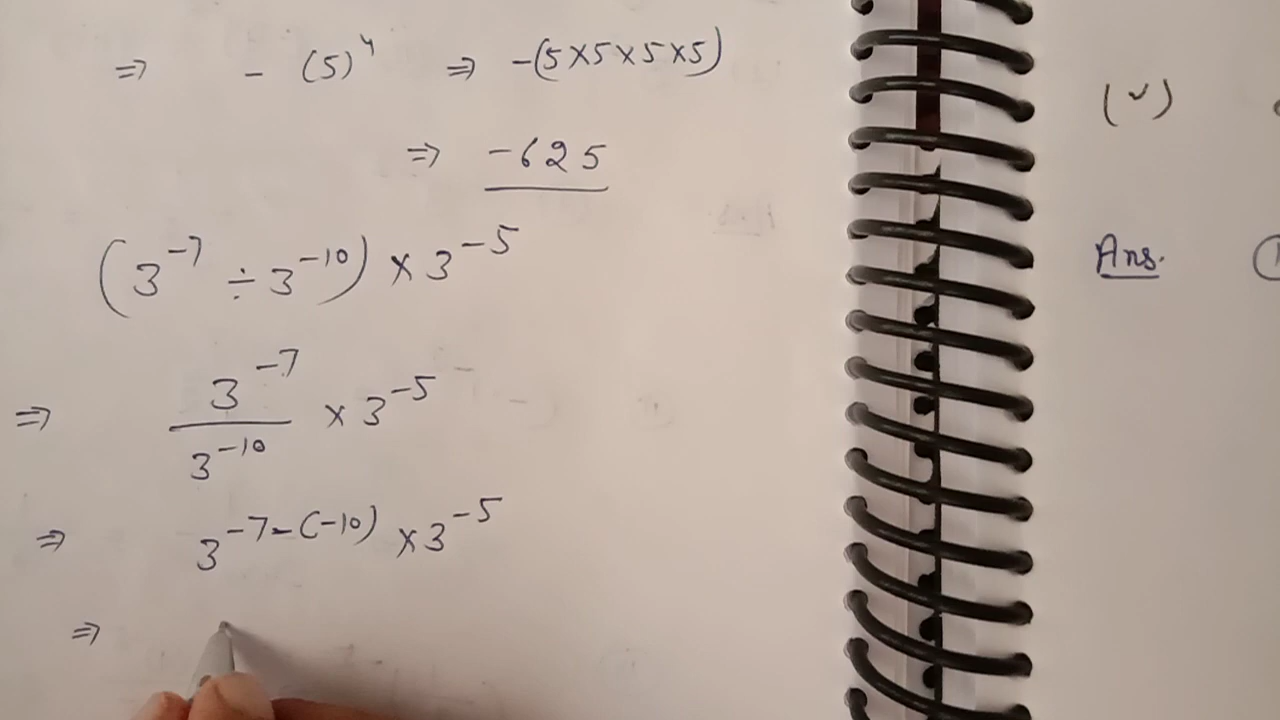 ⇒ - (5)⁴ ⇒ -(5×5×5×5)
⇒ -625
(3⁻⁷ ÷ 3⁻¹⁰) × 3⁻⁵
⇒ 3⁻⁷/3⁻¹⁰ × 3⁻⁵
⇒ 3⁻⁷⁻⁽⁻¹⁰⁾ × 3⁻⁵
⇒
(v)
Ans.